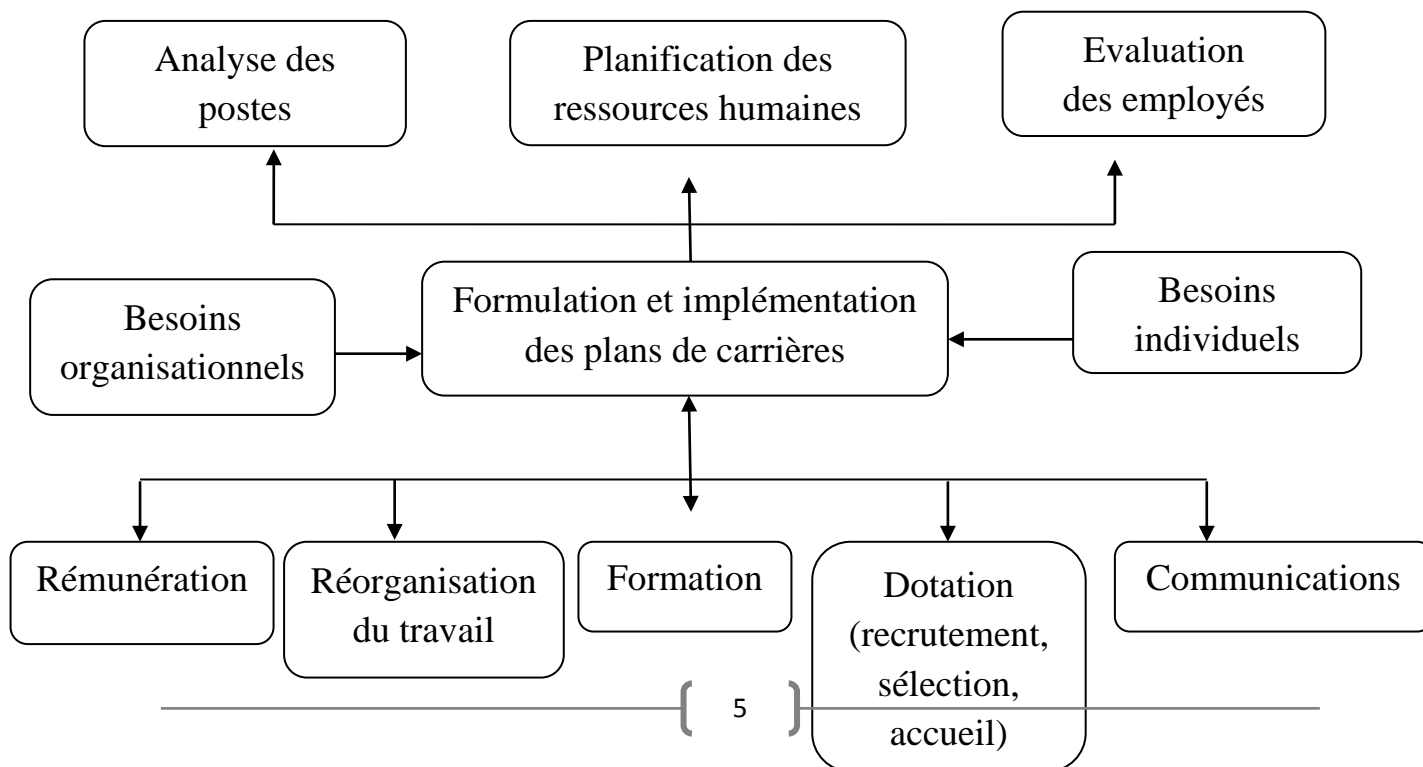 Analyse des
postes
Planification des
ressources humaines
Evaluation
des employés
Besoins
organisationnels
Formulation et implémentation
des plans de carrières
Besoins
individuels
Rémunération
Réorganisation
du travail
Formation
Dotation
(recrutement,
sélection,
accueil)
Communications
5